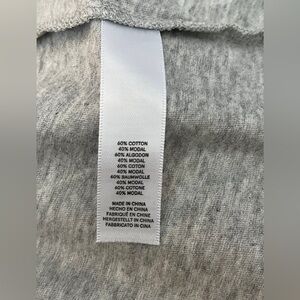 60% COTTON
40% MODAL
60% ALGODON
40% MODAL
60% COTON
40% MODAL
60% BAUMWOLLE
40% MODAL
60% COTONE
40% MODAL
MADE IN CHINA
HECHO EN CHINA
FABRIQUÉ EN CHINE
HERGESTELLT IN CHINA
FABBRICATO IN CINA